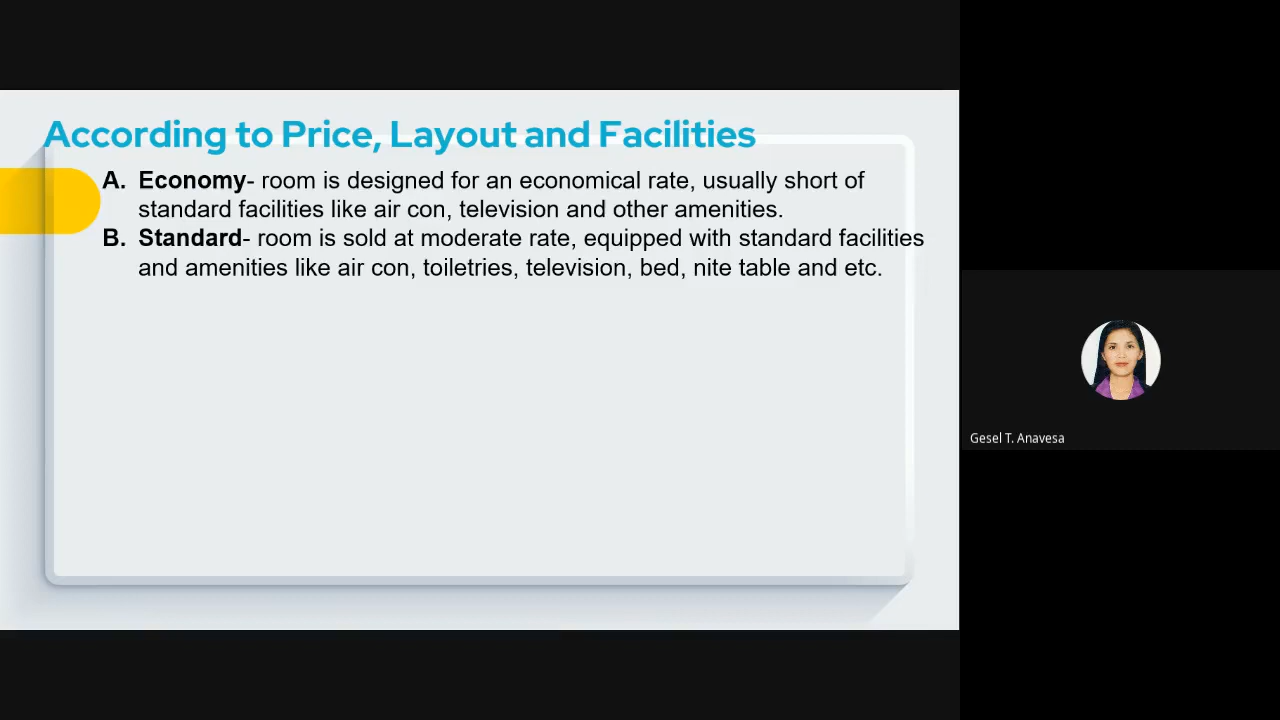 According to Price, Layout and Facilities
A. Economy- room is designed for an economical rate, usually short of
standard facilities like air con, television and other amenities.
B. Standard- room is sold at moderate rate, equipped with standard facilities
and amenities like air con, toiletries, television, bed, nite table and etc.
Gesel T. Anavesa